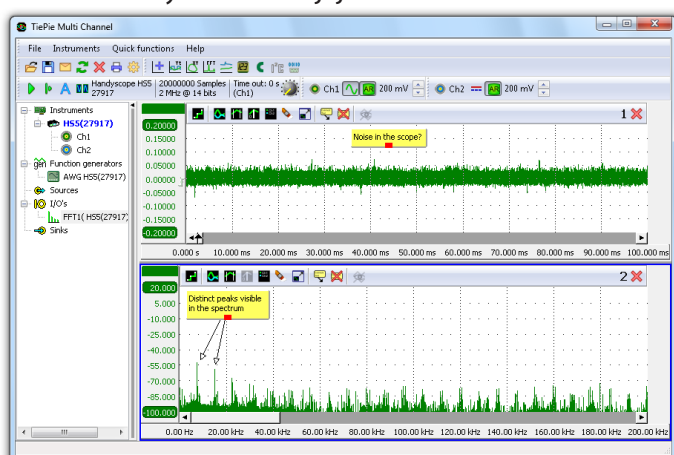 TiePie Multi Channel
File Instruments Quick functions Help
Handyscope HS5
27917
20000000 Samples
2 MHz @ 14 bits
Time out: 0 s
(Ch1)
Ch1
AR
200 mV
Ch2
AR
200 mV
Instruments
HS5(27917)
Ch1
Ch2
Function generators
AWG HS5(27917)
Sources
I/O's
FFT1( HS5(27917)
Sinks
1
Noise in the scope?
0.20000
0.15000
0.10000
0.05000
0.00000
-0.05000
-0.10000
-0.15000
-0.20000
0.000 s 10.000 ms 20.000 ms 30.000 ms 40.000 ms 50.000 ms 60.000 ms 70.000 ms 80.000 ms 90.000 ms 100.000 ms
2
Distinct peaks visible
in the spectrum
20.000
5.000
-10.000
-25.000
-40.000
-55.000
-70.000
-85.000
-100.000
0.00 Hz 20.00 kHz 40.00 kHz 60.00 kHz 80.00 kHz 100.00 kHz 120.00 kHz 140.00 kHz 160.00 kHz 180.00 kHz 200.00 kHz